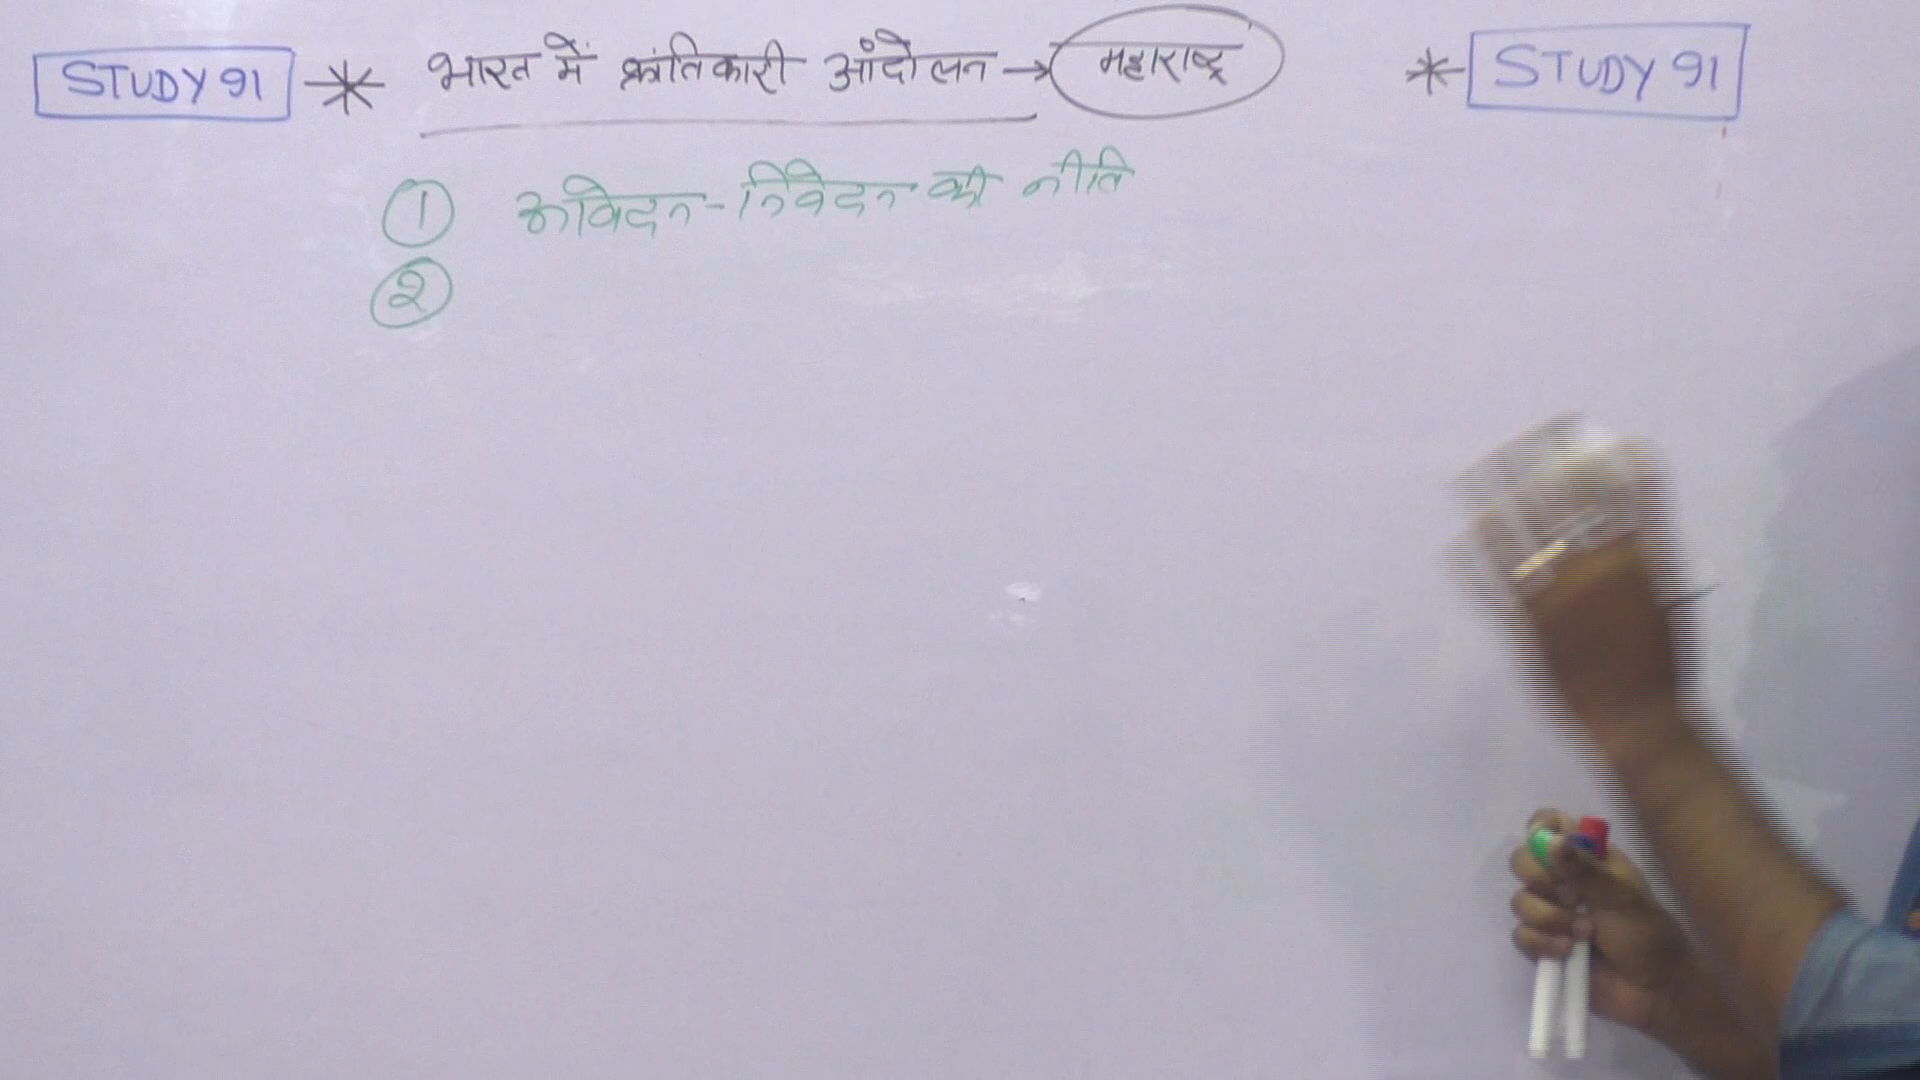 STUDY 91 * भारत में क्रांतिकारी आंदोलन → महाराष्ट्र * STUDY 91
① आवेदन - निवेदन की नीति
②